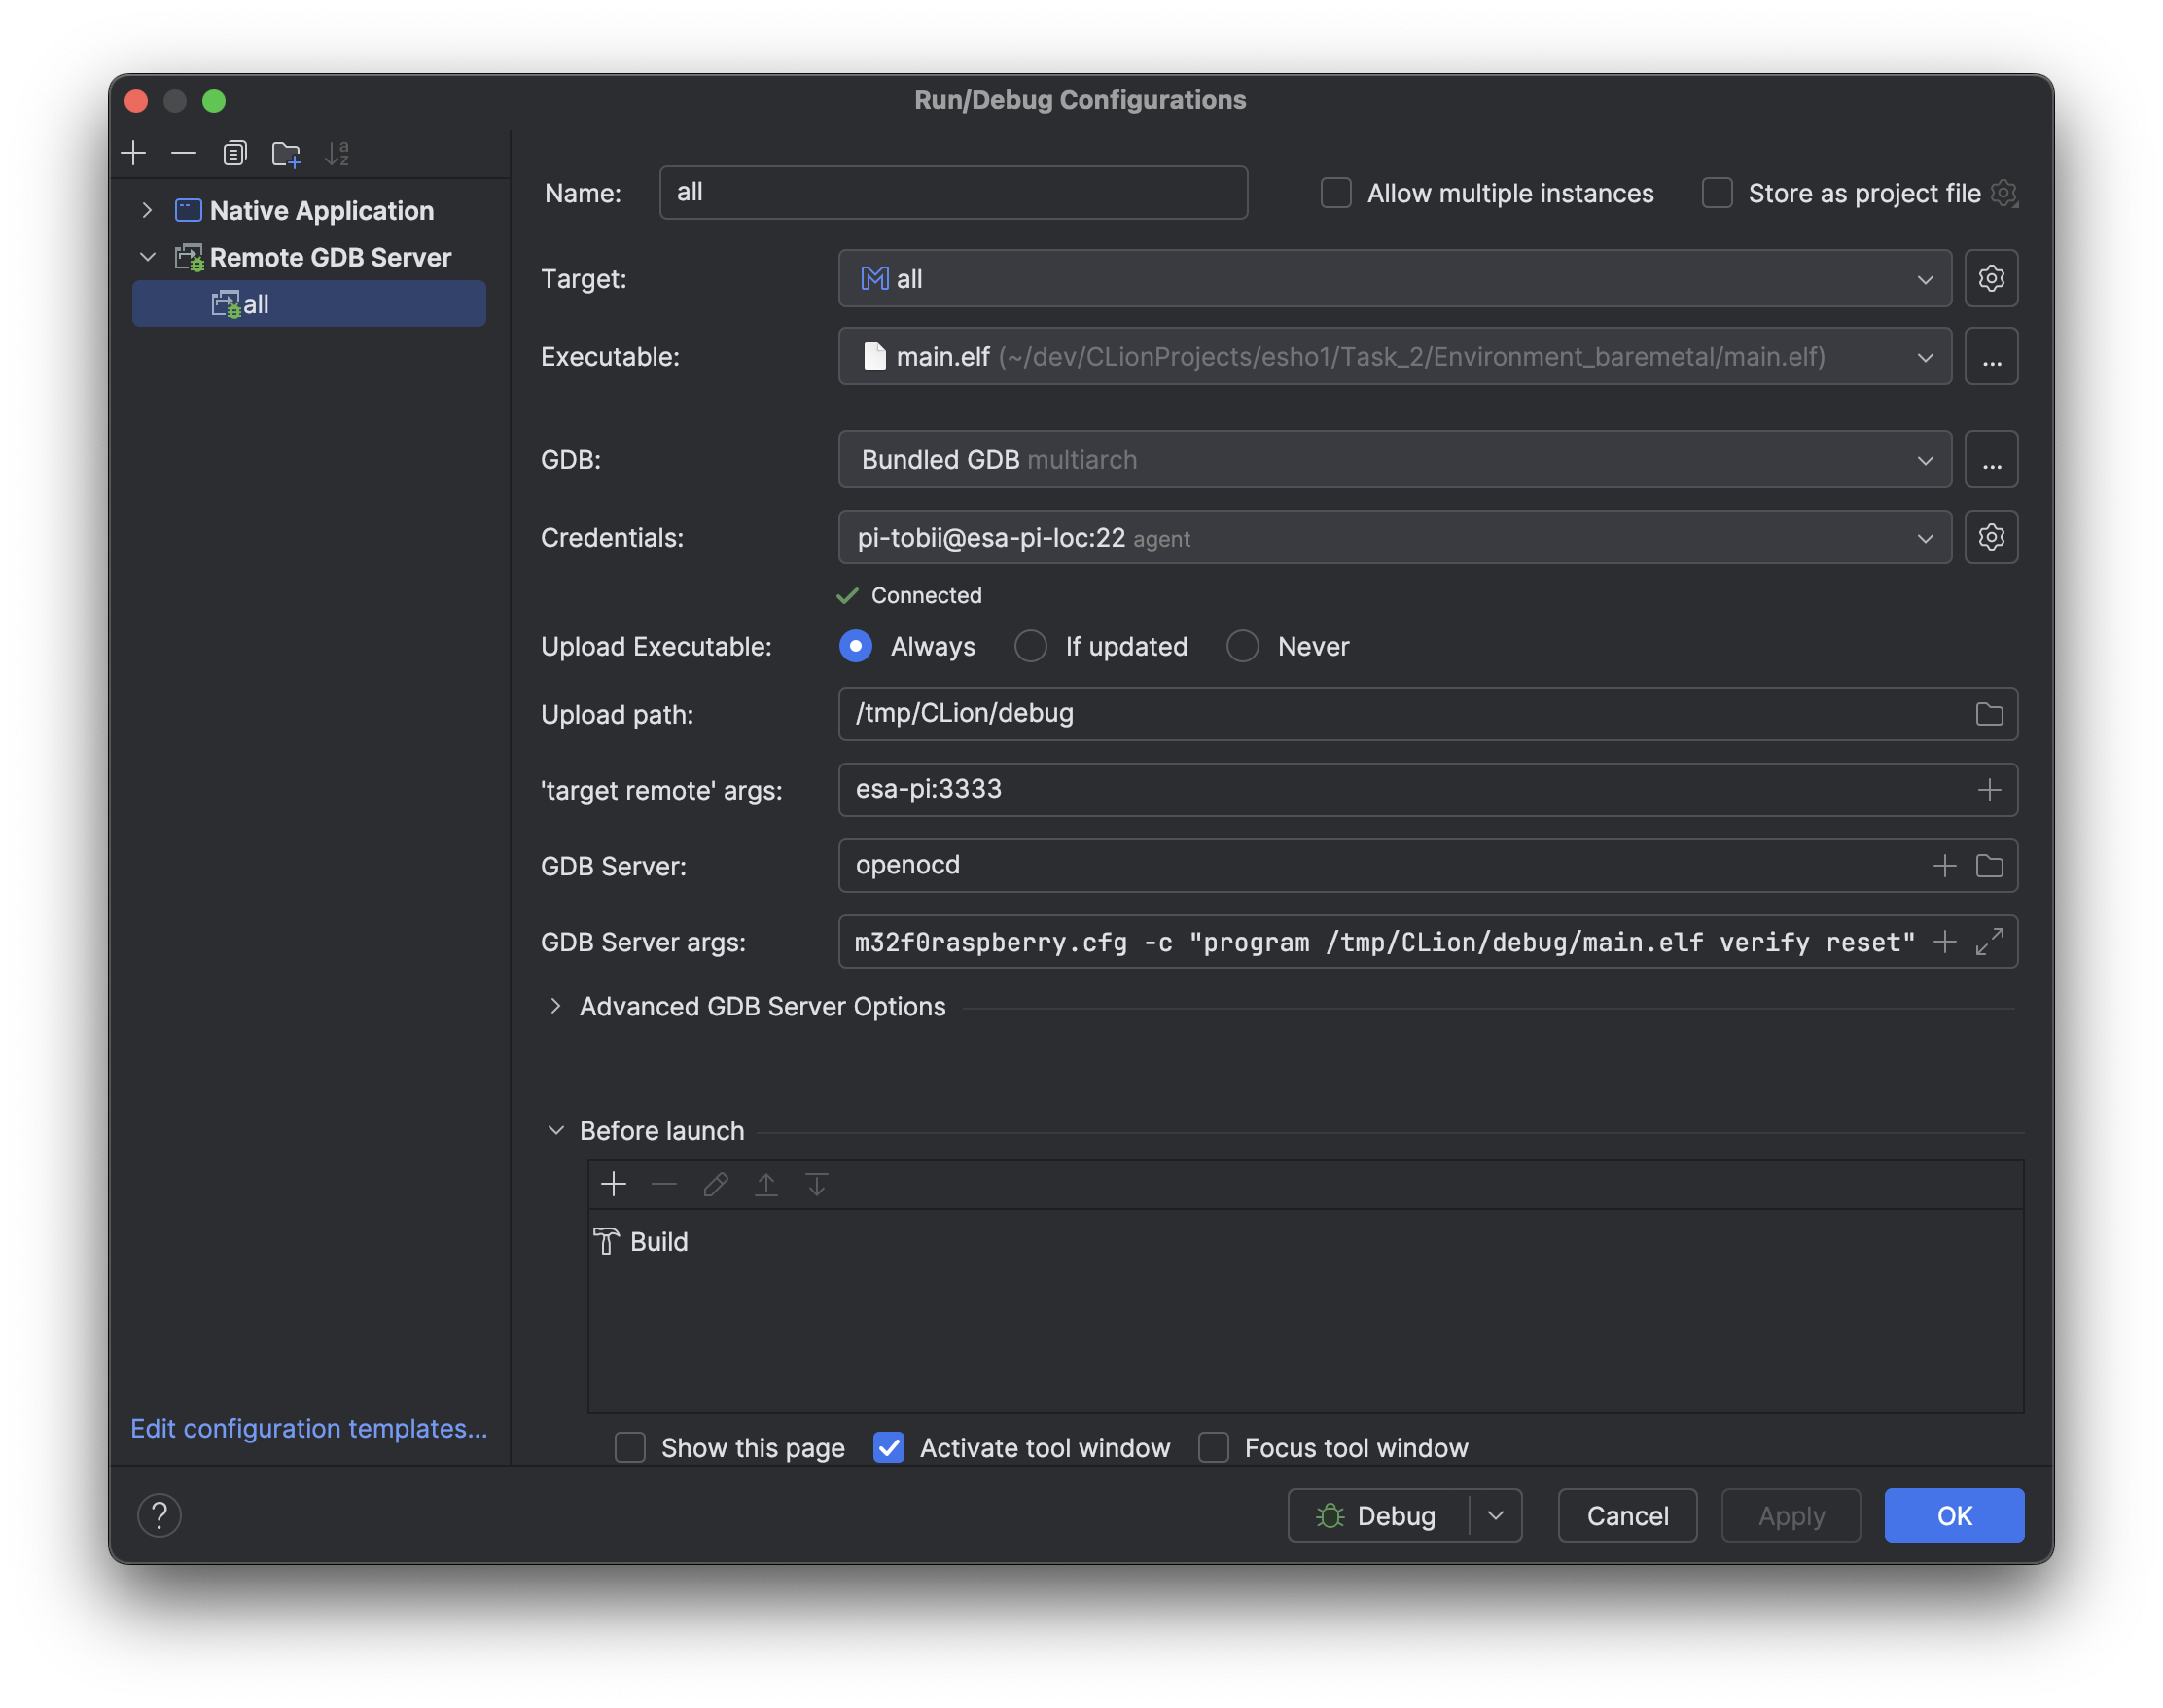 Run/Debug Configurations
Native Application
Remote GDB Server
all
Edit configuration templates...
Name: all
Allow multiple instances
Store as project file
Target: all
Executable: main.elf (~/dev/CLionProjects/esho1/Task_2/Environment_baremetal/main.elf)
...
GDB: Bundled GDB multiarch
...
Credentials: pi-tobii@esa-pi-loc:22 agent
Connected
Upload Executable: Always If updated Never
Upload path: /tmp/CLion/debug
'target remote' args: esa-pi:3333
GDB Server: openocd
GDB Server args: m32f0raspberry.cfg -c "program /tmp/CLion/debug/main.elf verify reset"
Advanced GDB Server Options
Before launch
Build
Show this page Activate tool window Focus tool window
? Debug Cancel Apply OK